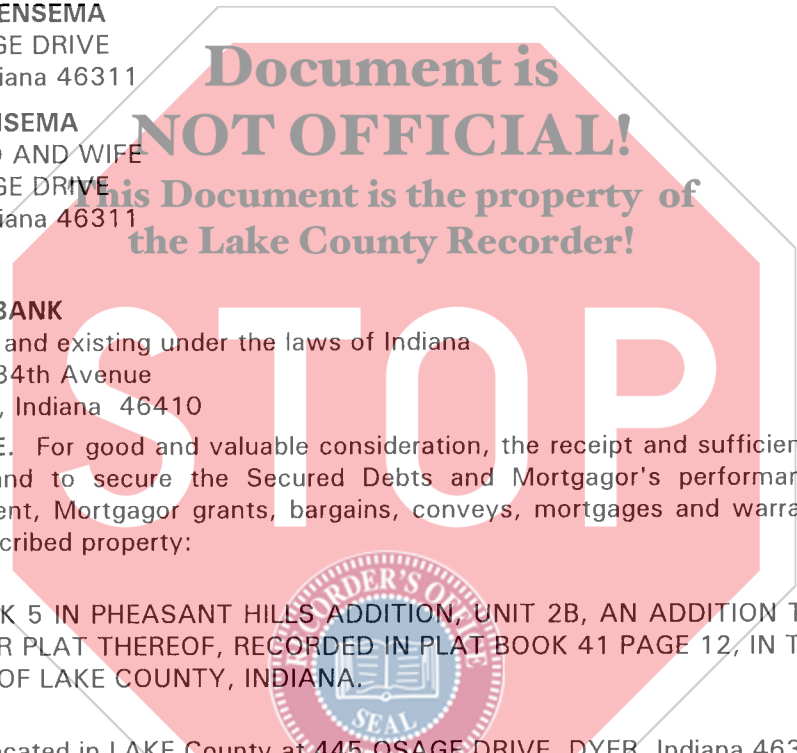 ENSEMA
GE DRIVE
iana 46311
NSEMA
AND WIFE
GE DRIVE
iana 46311
Document is
NOT OFFICIAL!
This Document is the property of
the Lake County Recorder!
BANK
and existing under the laws of Indiana
34th Avenue
, Indiana 46410
STOP
E. For good and valuable consideration, the receipt and sufficien
and to secure the Secured Debts and Mortgagor's performan
ent, Mortgagor grants, bargains, conveys, mortgages and warra
cribed property:
K 5 IN PHEASANT HILLS ADDITION, UNIT 2B, AN ADDITION T
R PLAT THEREOF, RECORDED IN PLAT BOOK 41 PAGE 12, IN T
OF LAKE COUNTY, INDIANA.
RECORDER'S OFFICE
SEAL
cated in LAKE County at 445 OSAGE DRIVE, DYER, Indiana 463